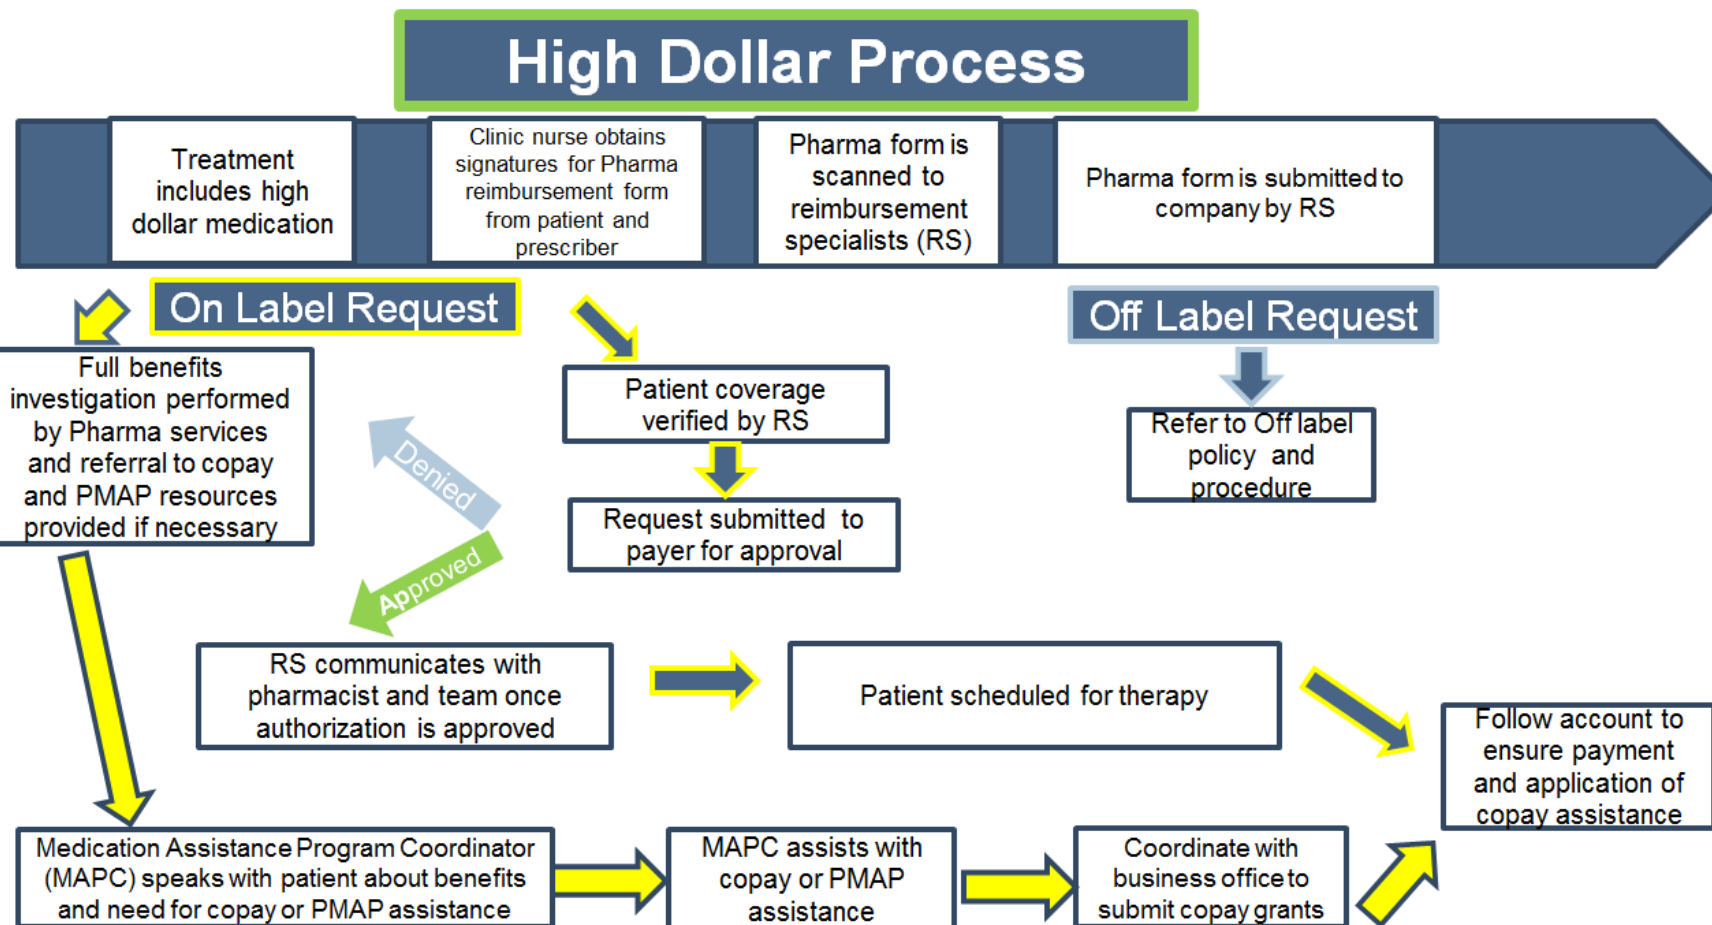 High Dollar Process
Treatment
includes high
dollar medication
Clinic nurse obtains
signatures for Pharma
reimbursement form
from patient and
prescriber
Pharma form is
scanned to
reimbursement
specialists (RS)
Pharma form is submitted to
company by RS
On Label Request
Off Label Request
Full benefits
investigation performed
by Pharma services
and referral to copay
and PMAP resources
provided if necessary
Patient coverage
verified by RS
Refer to Off label
policy and
procedure
Denied
Request submitted to
payer for approval
Approved
RS communicates with
pharmacist and team once
authorization is approved
Patient scheduled for therapy
Follow account to
ensure payment
and application of
copay assistance
Medication Assistance Program Coordinator
(MAPC) speaks with patient about benefits
and need for copay or PMAP assistance
MAPC assists with
copay or PMAP
assistance
Coordinate with
business office to
submit copay grants